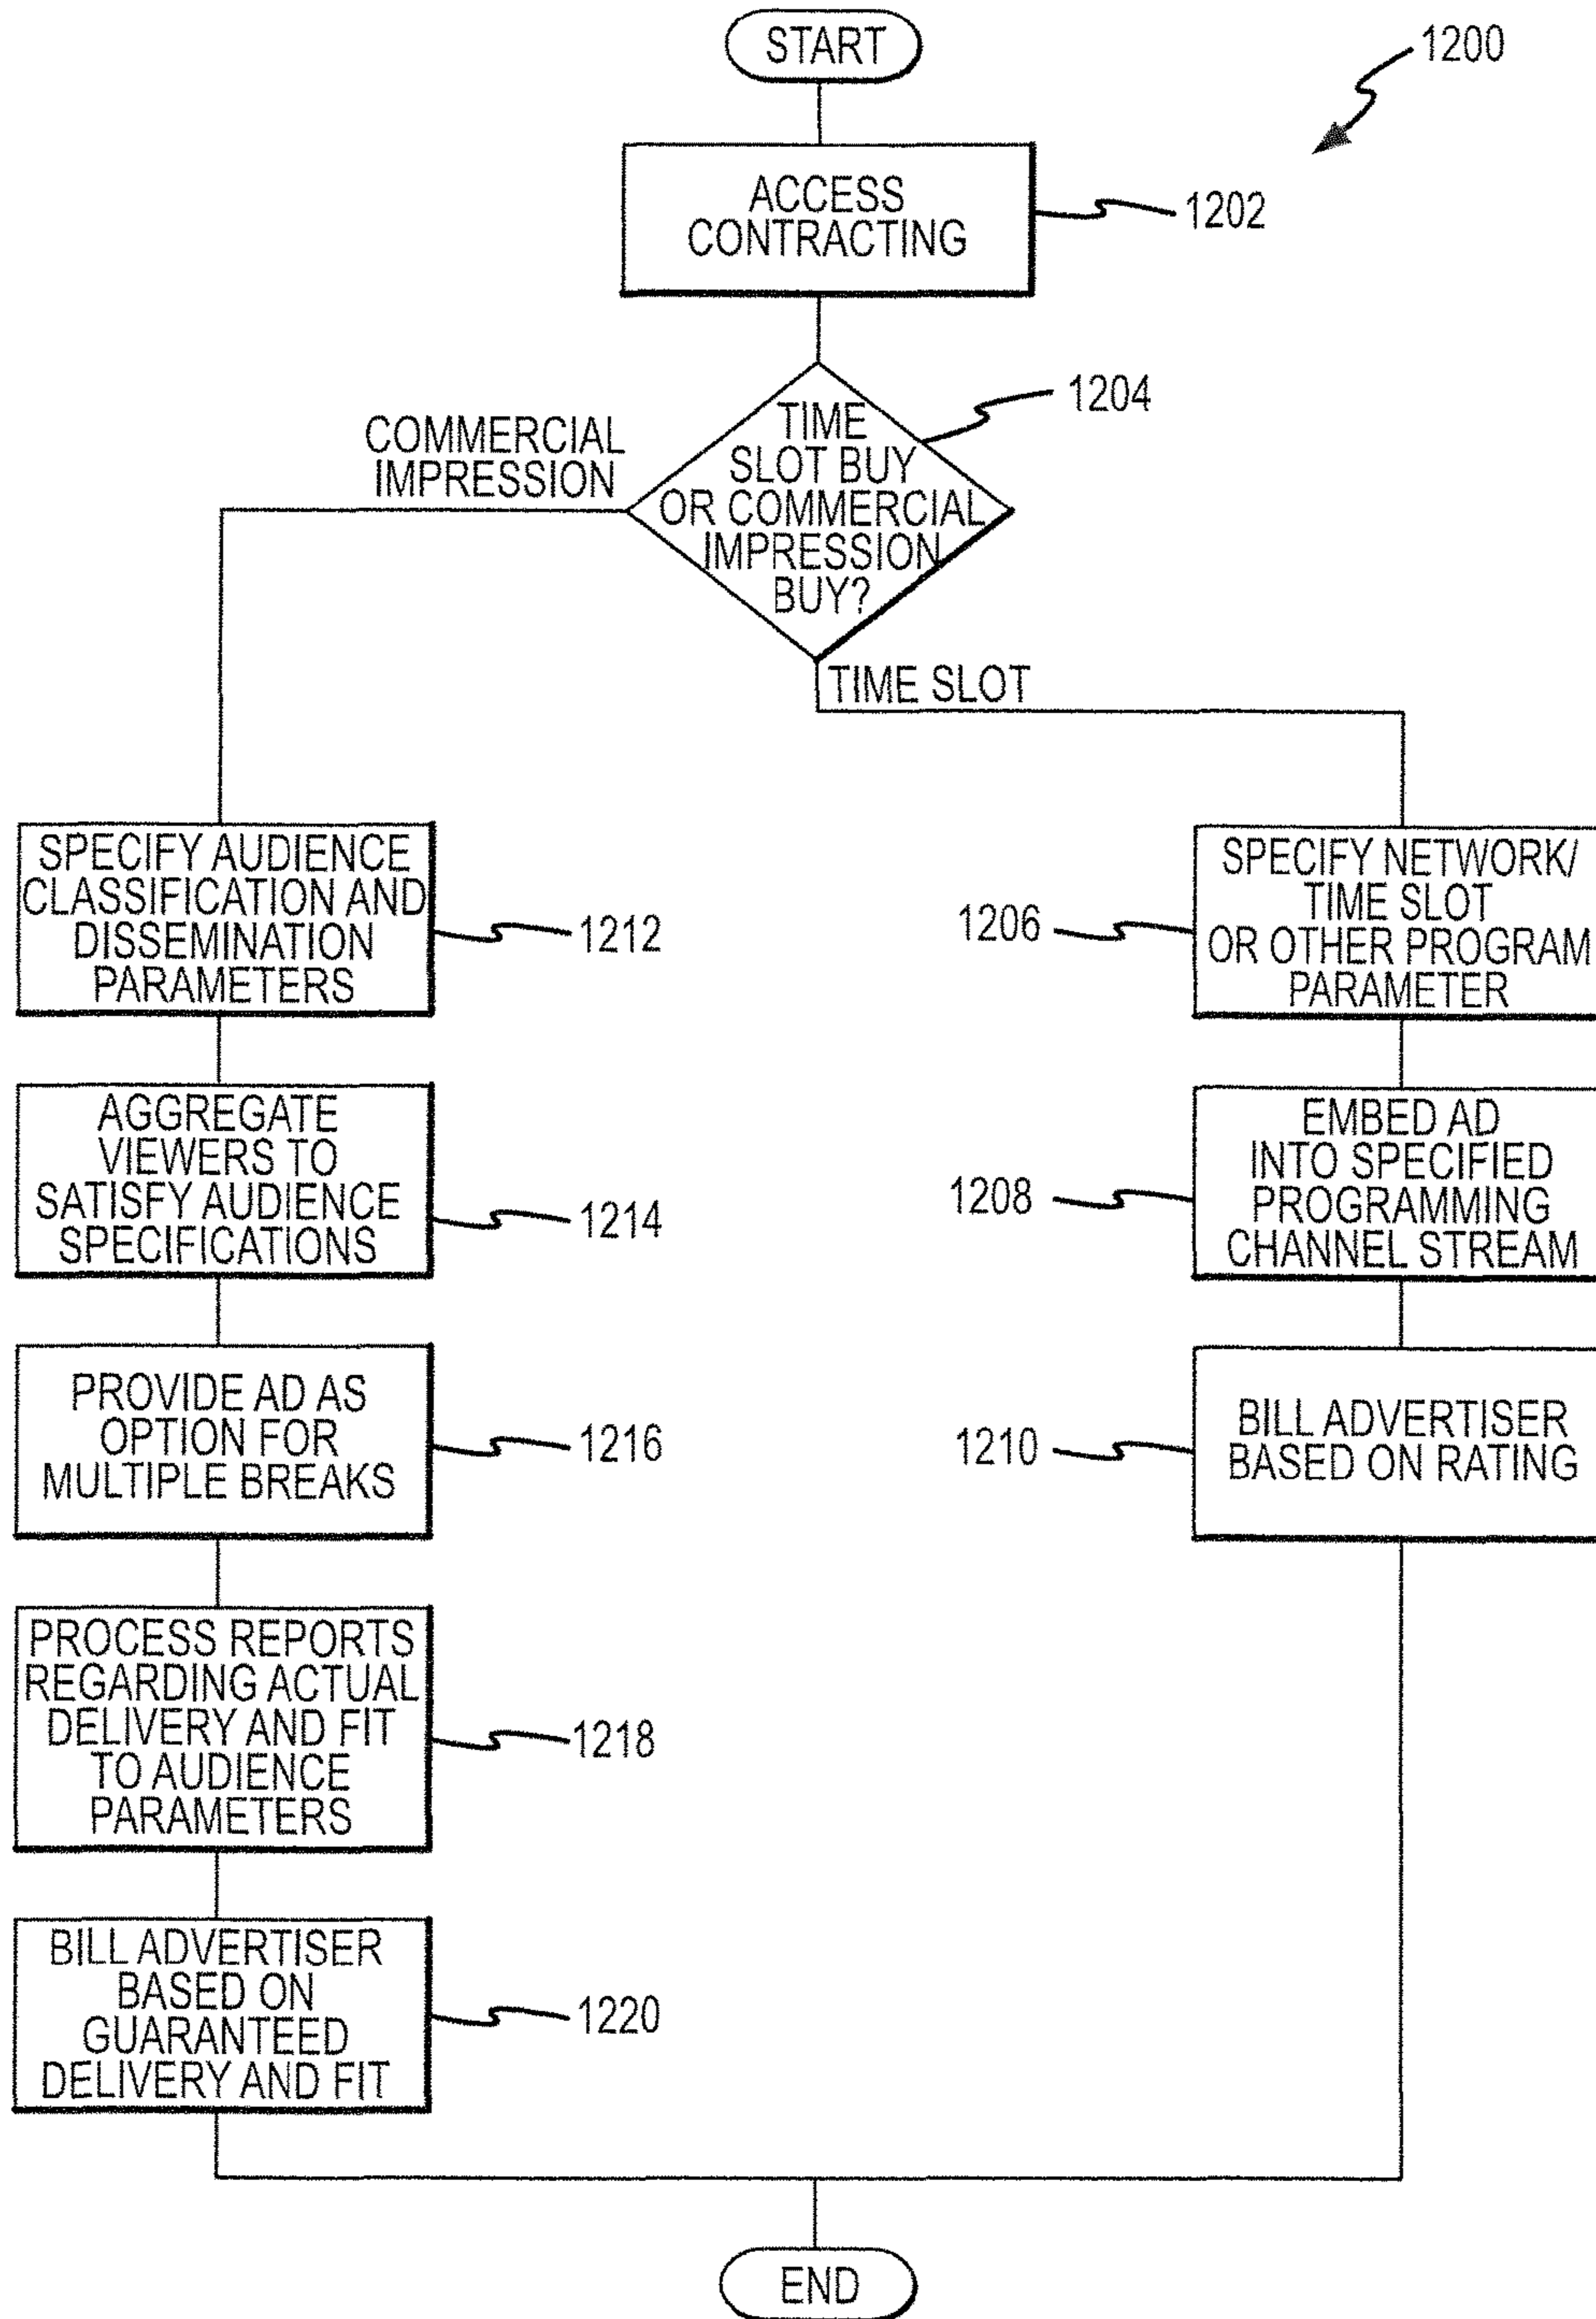 START
1200
ACCESS
CONTRACTING
1202
1204
COMMERCIAL
IMPRESSION
TIME
SLOT BUY
OR COMMERCIAL
IMPRESSION
BUY?
TIME SLOT
SPECIFY AUDIENCE
CLASSIFICATION AND
DISSEMINATION
PARAMETERS
1212
AGGREGATE
VIEWERS TO
SATISFY AUDIENCE
SPECIFICATIONS
1214
PROVIDE AD AS
OPTION FOR
MULTIPLE BREAKS
1216
PROCESS REPORTS
REGARDING ACTUAL
DELIVERY AND FIT
TO AUDIENCE
PARAMETERS
1218
BILL ADVERTISER
BASED ON
GUARANTEED
DELIVERY AND FIT
1220
1206
SPECIFY NETWORK/
TIME SLOT
OR OTHER PROGRAM
PARAMETER
1208
EMBED AD
INTO SPECIFIED
PROGRAMMING
CHANNEL STREAM
1210
BILL ADVERTISER
BASED ON RATING
END